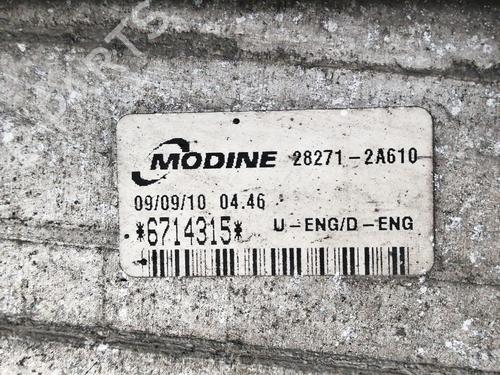 MODINE 28271-2A610
09/09/10 04.46
*6714315* U-ENG/D-ENG